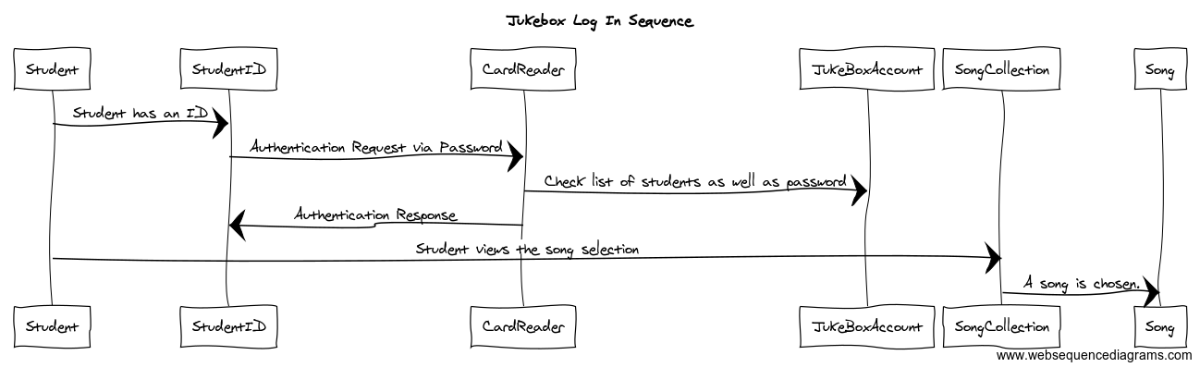 Jukebox Log In Sequence
Student StudentID CardReader JukeBoxAccount SongCollection Song
Student has an ID
Authentication Request via Password
Check list of students as well as password
Authentication Response
Student views the song selection
A song is chosen.
Student StudentID CardReader JukeBoxAccount SongCollection Song
www.websequencediagrams.com